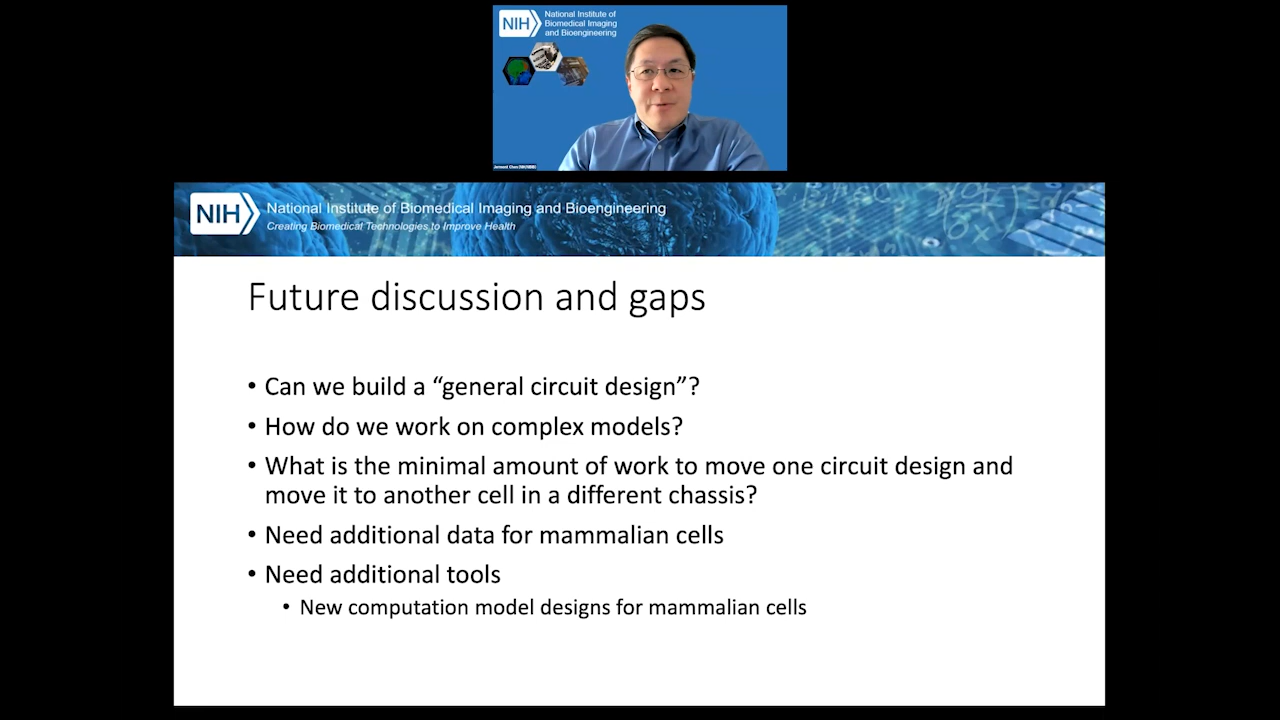 NIH
National Institute of
Biomedical Imaging
and Bioengineering
NIH
National Institute of Biomedical Imaging and Bioengineering
Creating Biomedical Technologies to Improve Health
Future discussion and gaps
• Can we build a “general circuit design”?
• How do we work on complex models?
• What is the minimal amount of work to move one circuit design and
move it to another cell in a different chassis?
• Need additional data for mammalian cells
• Need additional tools
• New computation model designs for mammalian cells